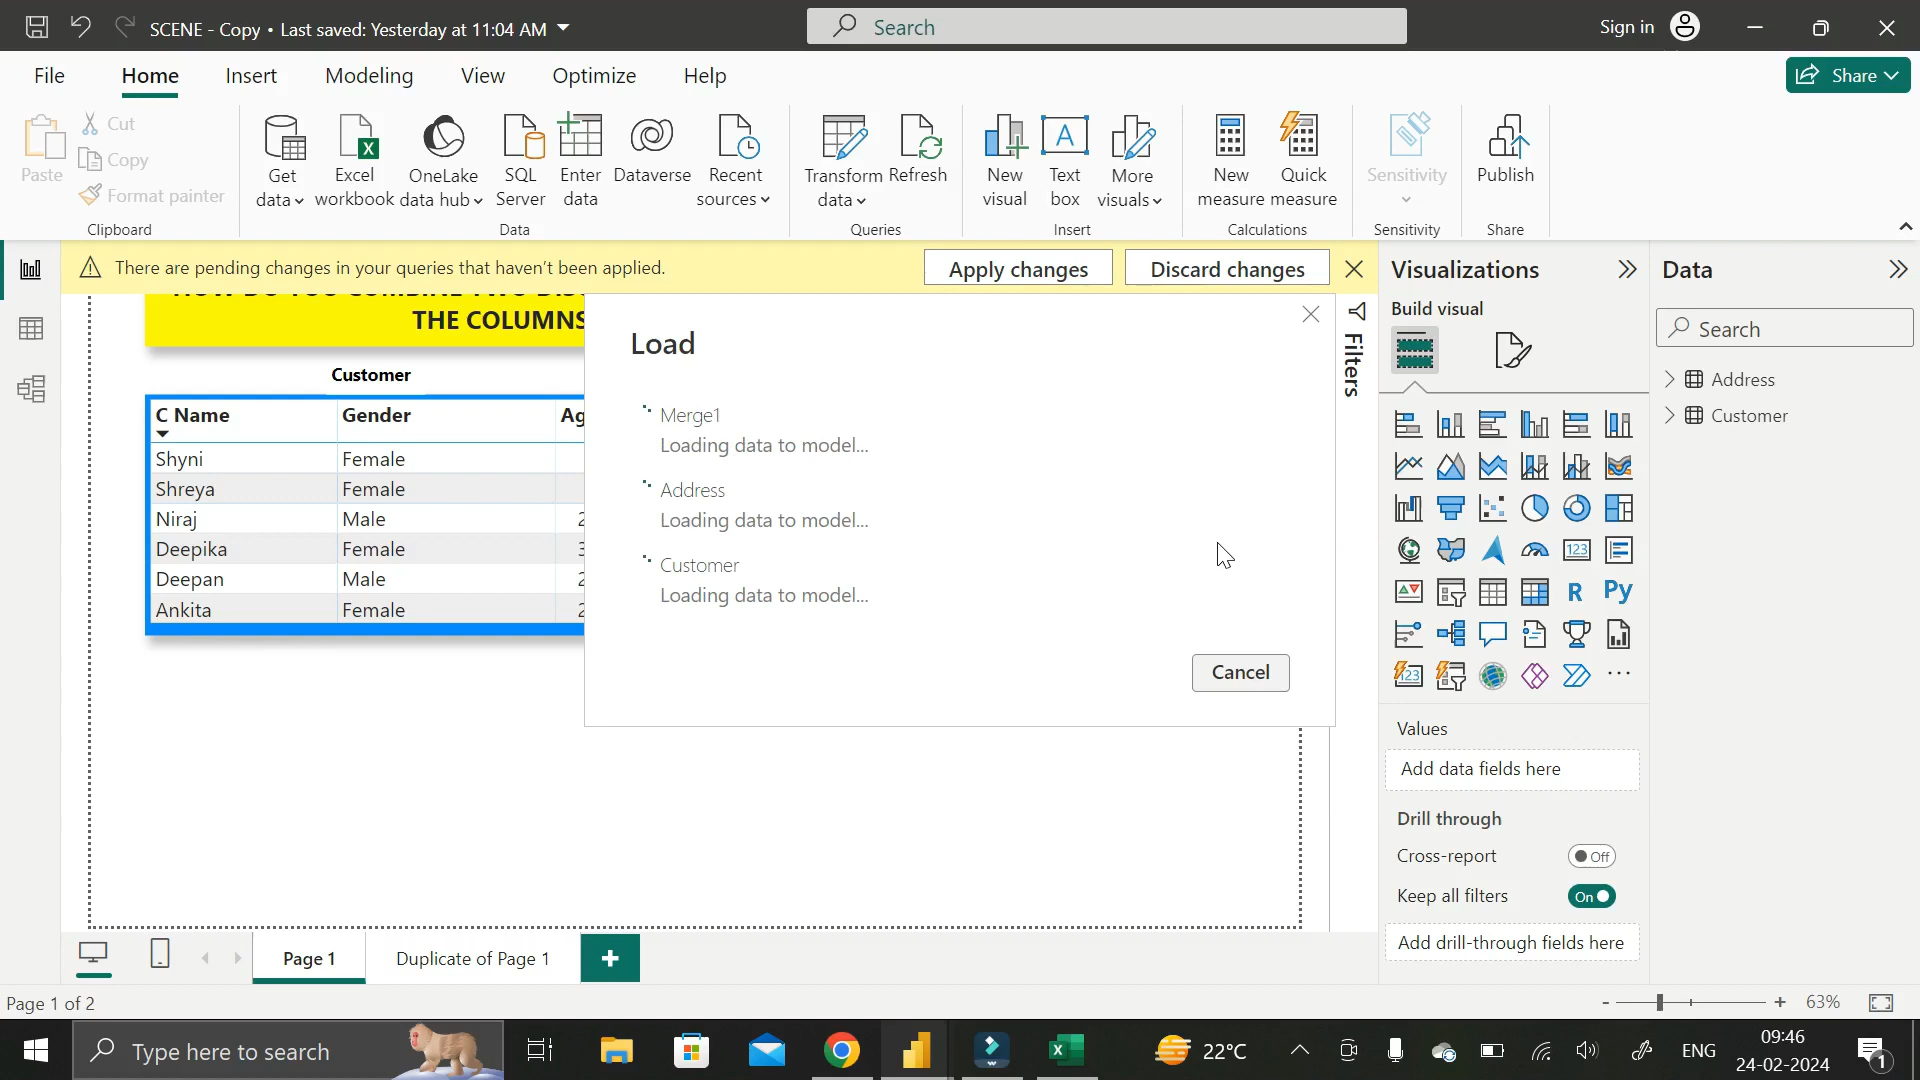 SCENE - Copy • Last saved: Yesterday at 11:04 AM
Search
Sign in
File
Home
Insert
Modeling
View
Optimize
Help
Share
Paste
Cut
Copy
Format painter
Clipboard
Get data
Excel workbook
OneLake data hub
SQL Server
Enter data
Dataverse
Recent sources
Data
Transform data
Refresh
Queries
New visual
Text box
More visuals
Insert
New measure
Quick measure
Calculations
Sensitivity
Sensitivity
Publish
Share
There are pending changes in your queries that haven't been applied.
Apply changes
Discard changes
THE COLUMNS
Customer
C Name
Gender
Ag
Shyni
Female
Shreya
Female
Niraj
Male
Deepika
Female
Deepan
Male
Ankita
Female
Load
Merge1
Loading data to model...
Address
Loading data to model...
Customer
Loading data to model...
Cancel
Filters
Visualizations
Build visual
123
R
Py
123
Values
Add data fields here
Drill through
Cross-report
Off
Keep all filters
On
Add drill-through fields here
Data
Search
Address
Customer
Page 1
Duplicate of Page 1
Page 1 of 2
63%
Type here to search
22°C
ENG
09:46
24-02-2024
1